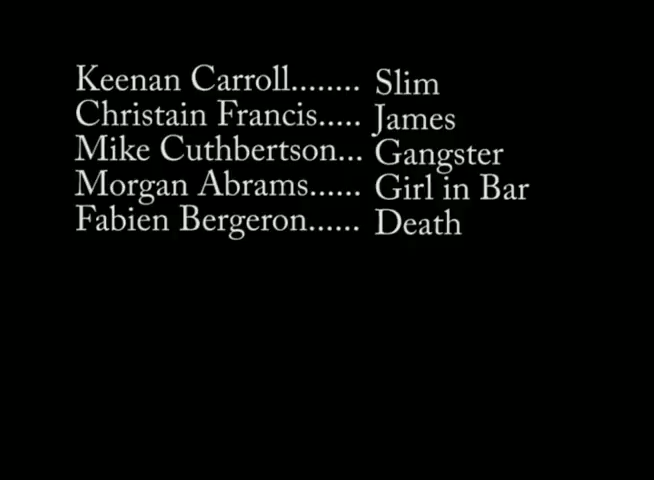 Keenan Carroll........ Slim
Christain Francis..... James
Mike Cuthbertson... Gangster
Morgan Abrams...... Girl in Bar
Fabien Bergeron...... Death